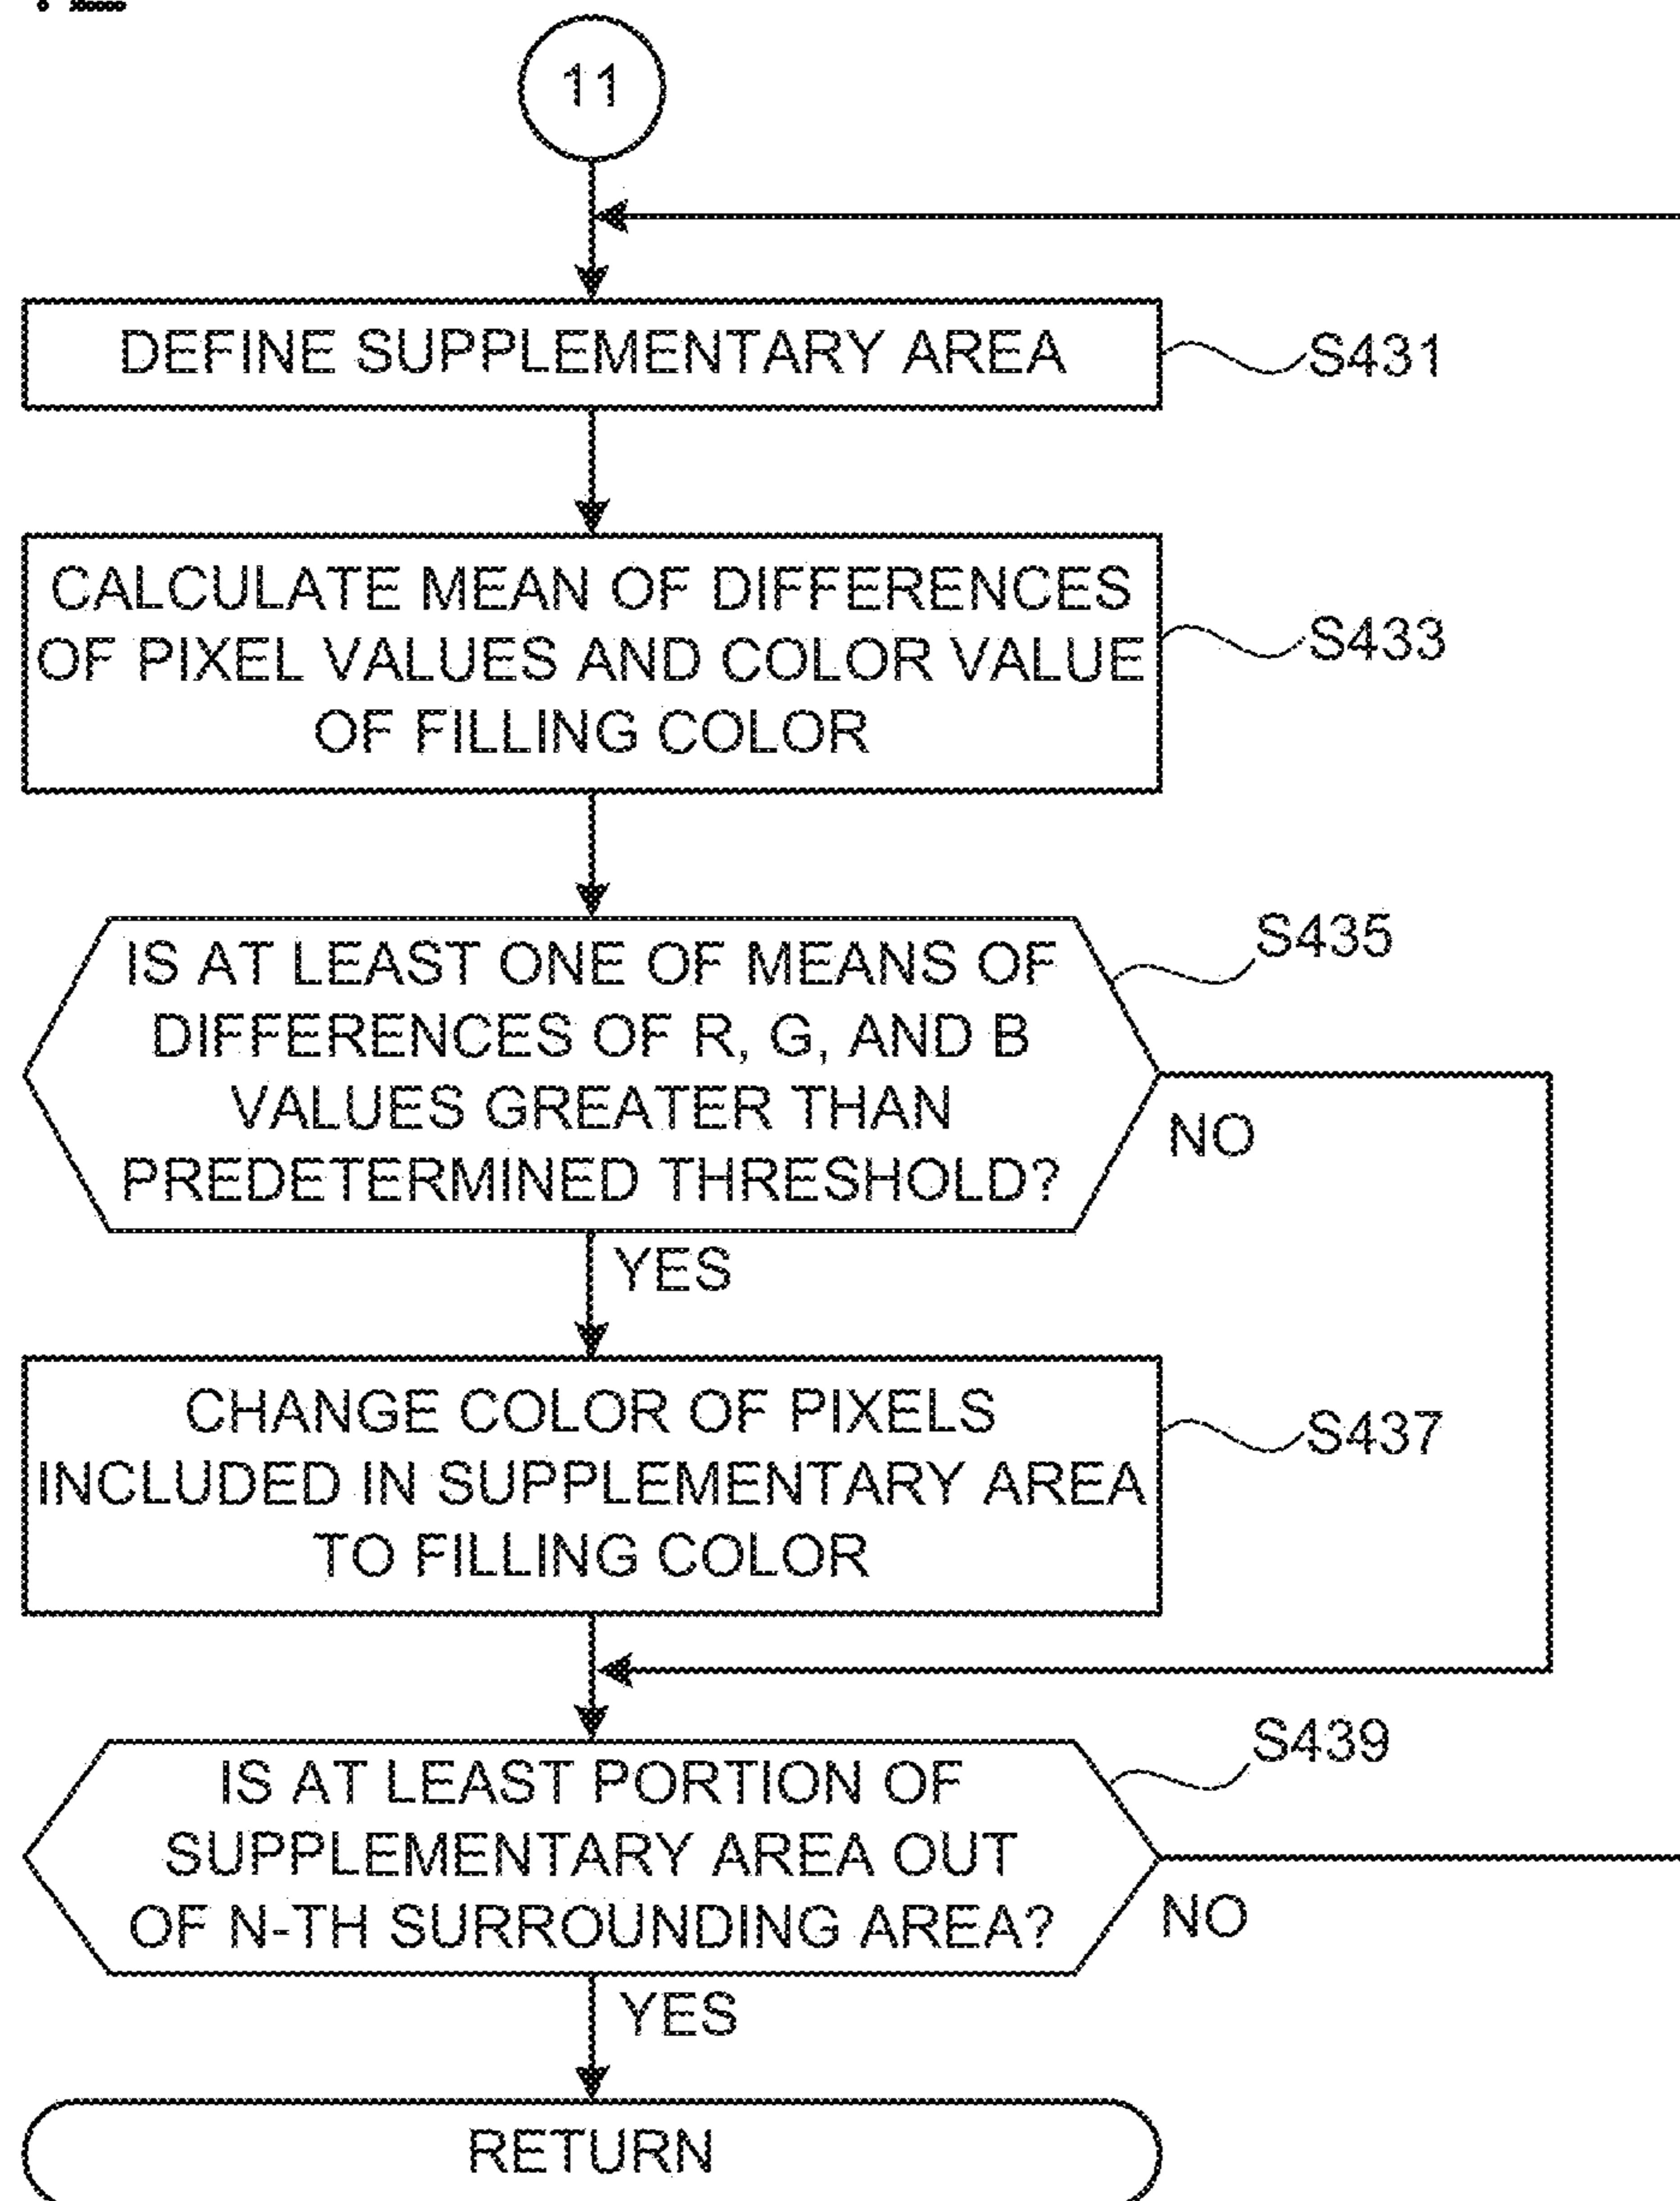 11
DEFINE SUPPLEMENTARY AREA
S431
CALCULATE MEAN OF DIFFERENCES
OF PIXEL VALUES AND COLOR VALUE
OF FILLING COLOR
S433
IS AT LEAST ONE OF MEANS OF
DIFFERENCES OF R, G, AND B
VALUES GREATER THAN
PREDETERMINED THRESHOLD?
S435
NO
YES
CHANGE COLOR OF PIXELS
INCLUDED IN SUPPLEMENTARY AREA
TO FILLING COLOR
S437
IS AT LEAST PORTION OF
SUPPLEMENTARY AREA OUT
OF N-TH SURROUNDING AREA?
S439
NO
YES
RETURN